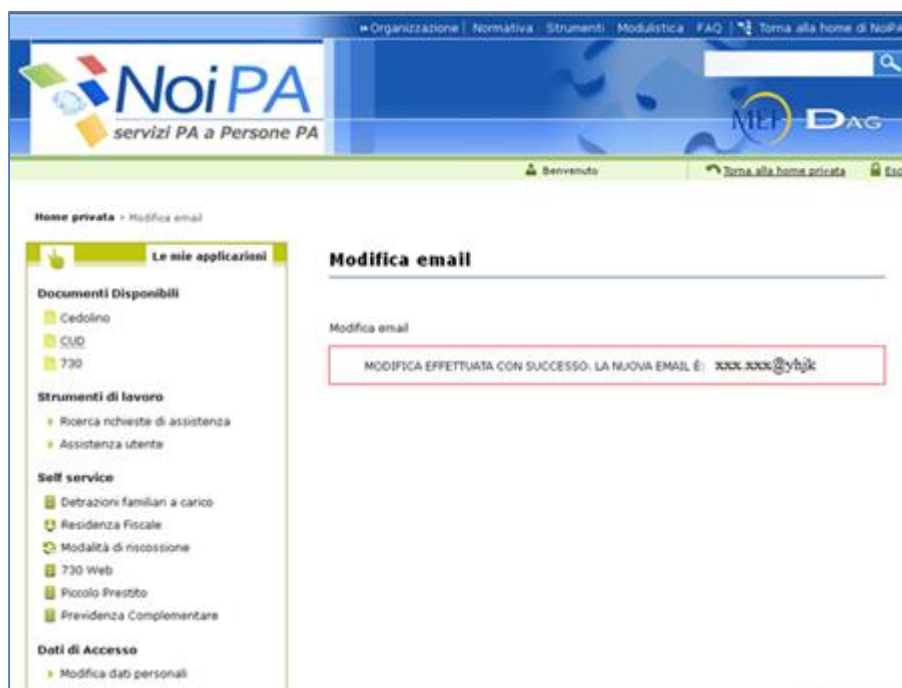 Organizzazione | Normativa Strumenti Modulistica FAQ | Torna alla home di NoiPA
NoiPA
servizi PA a Persone PA
MEF DAG
Benvenuto Torna alla home privata Esc
Home privata > Modifica email
Le mie applicazioni
Modifica email
Documenti Disponibili
Cedolino
CUD
730
Modifica email
MODIFICA EFFETTUATA CON SUCCESSO. LA NUOVA EMAIL É: xxx.xxx@yhjk
Strumenti di lavoro
Ricerca richieste di assistenza
Assistenza utente
Self service
Detrazioni familiari a carico
Residenza Fiscale
Modalità di riscossione
730 Web
Piccolo Prestito
Previdenza Complementare
Dati di Accesso
Modifica dati personali